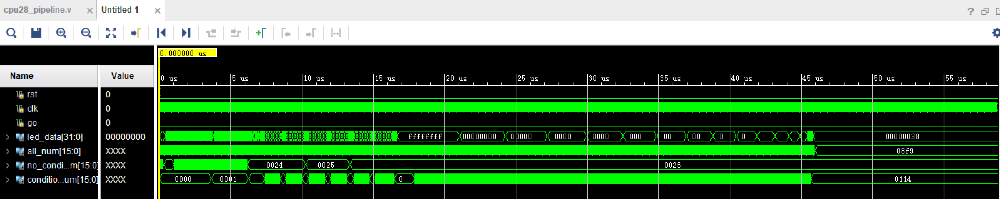 cpu28_pipeline.v × Untitled 1 × ?
0.000000 us
Name Value
0 us 5 us 10 us 15 us 20 us 25 us 30 us 35 us 40 us 45 us 50 us 55 us
rst 0
clk 0
go 0
led_data[31:0] 00000000 ffffffff 00000000 00000 0000 0000 000 00 00 0 0 00000038
all_num[15:0] XXXX 08f9
no_condi...m[15:0] XXXX 0024 0025 0026
conditio...um[15:0] XXXX 0000 0001 0 0114